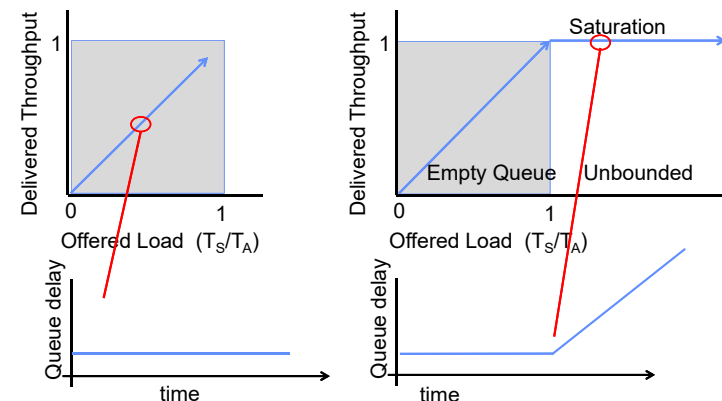 Delivered Throughput
1
0
1
Offered Load (TS/TA)
Queue delay
time
Delivered Throughput
1
Saturation
Empty Queue
Unbounded
0
1
Offered Load (TS/TA)
Queue delay
time